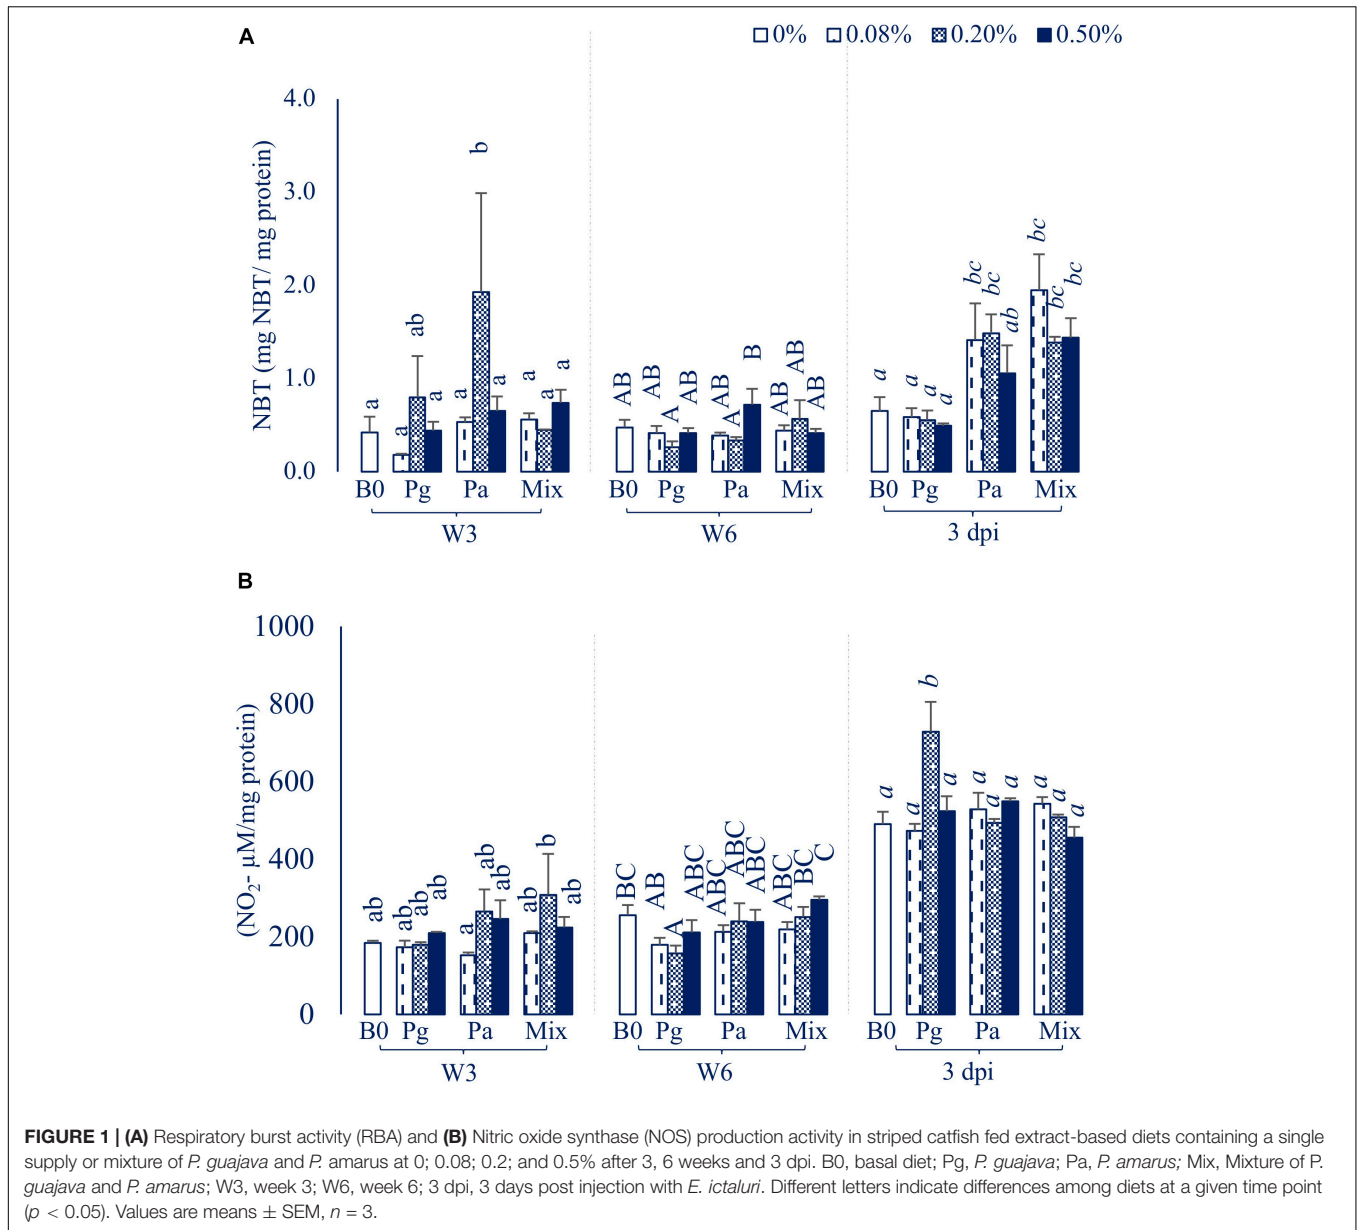 A
0% 0.08% 0.20% 0.50%
NBT (mg NBT/ mg protein)
4.0
3.0
2.0
1.0
0.0
a a ab a a b a a a a
AB AB A AB AB A B AB AB AB
a a a a bc bc ab bc bc bc
B0 Pg Pa Mix B0 Pg Pa Mix B0 Pg Pa Mix
W3 W6 3 dpi
B
(NO2- µM/mg protein)
1000
800
600
400
200
0
ab ab ab ab a ab ab ab b ab
BC AB A ABC ABC ABC ABC ABC BC C
a a b a a a a a a a
B0 Pg Pa Mix B0 Pg Pa Mix B0 Pg Pa Mix
W3 W6 3 dpi
FIGURE 1 | (A) Respiratory burst activity (RBA) and (B) Nitric oxide synthase (NOS) production activity in striped catfish fed extract-based diets containing a single
supply or mixture of P. guajava and P. amarus at 0; 0.08; 0.2; and 0.5% after 3, 6 weeks and 3 dpi. B0, basal diet; Pg, P. guajava; Pa, P. amarus; Mix, Mixture of P.
guajava and P. amarus; W3, week 3; W6, week 6; 3 dpi, 3 days post injection with E. ictaluri. Different letters indicate differences among diets at a given time point
(p < 0.05). Values are means ± SEM, n = 3.